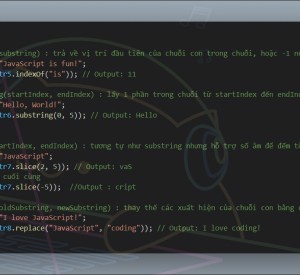 substring) : trả về vị trí đầu tiên của chuỗi con trong chuỗi, hoặc -1 n
"JavaScript is fun!";
tr5.indexOf("is")); // Output: 11
g(startIndex, endIndex) : lấy 1 phần trong chuỗi từ startIndex đến endIn
"Hello, World!";
tr6.substring(0, 5)); // Output: Hello
artIndex, endIndex) : tương tự như substring nhưng hỗ trợ số âm để đếm t
"JavaScript";
tr7.slice(2, 5)); // Output: vaS
cuối cùng
tr7.slice(-5)); //Output : cript
oldSubstring, newSubstring) : thay thế các xuất hiện của chuỗi con bằng c
"I love JavaScript!";
tr8.replace("JavaScript", "coding")); // Output: I love coding!